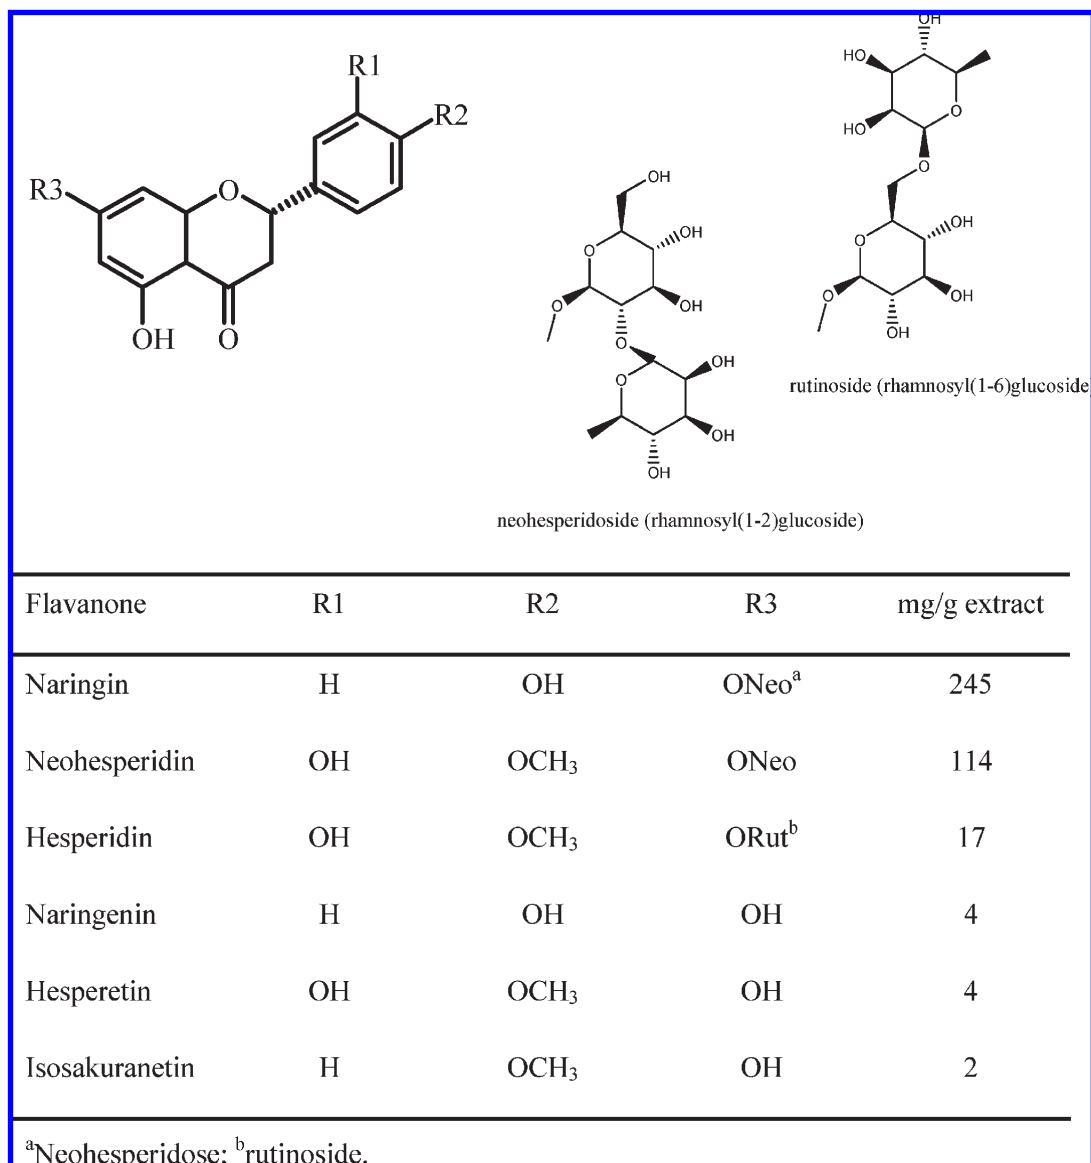 R1
R2
R3
O
OH
O
OH
OH
O
OH
O
O
OH
O
OH
OH
OH
HO
O
HO
O
OH
O
OH
O
OH
rutinoside (rhamnosyl(1-6)glucoside)
neohesperidoside (rhamnosyl(1-2)glucoside)
Flavanone R1 R2 R3 mg/g extract
Naringin H OH ONeoᵃ 245
Neohesperidin OH OCH₃ ONeo 114
Hesperidin OH OCH₃ ORutᵇ 17
Naringenin H OH OH 4
Hesperetin OH OCH₃ OH 4
Isosakuranetin H OCH₃ OH 2
ᵃNeohesperidose; ᵇrutinoside.